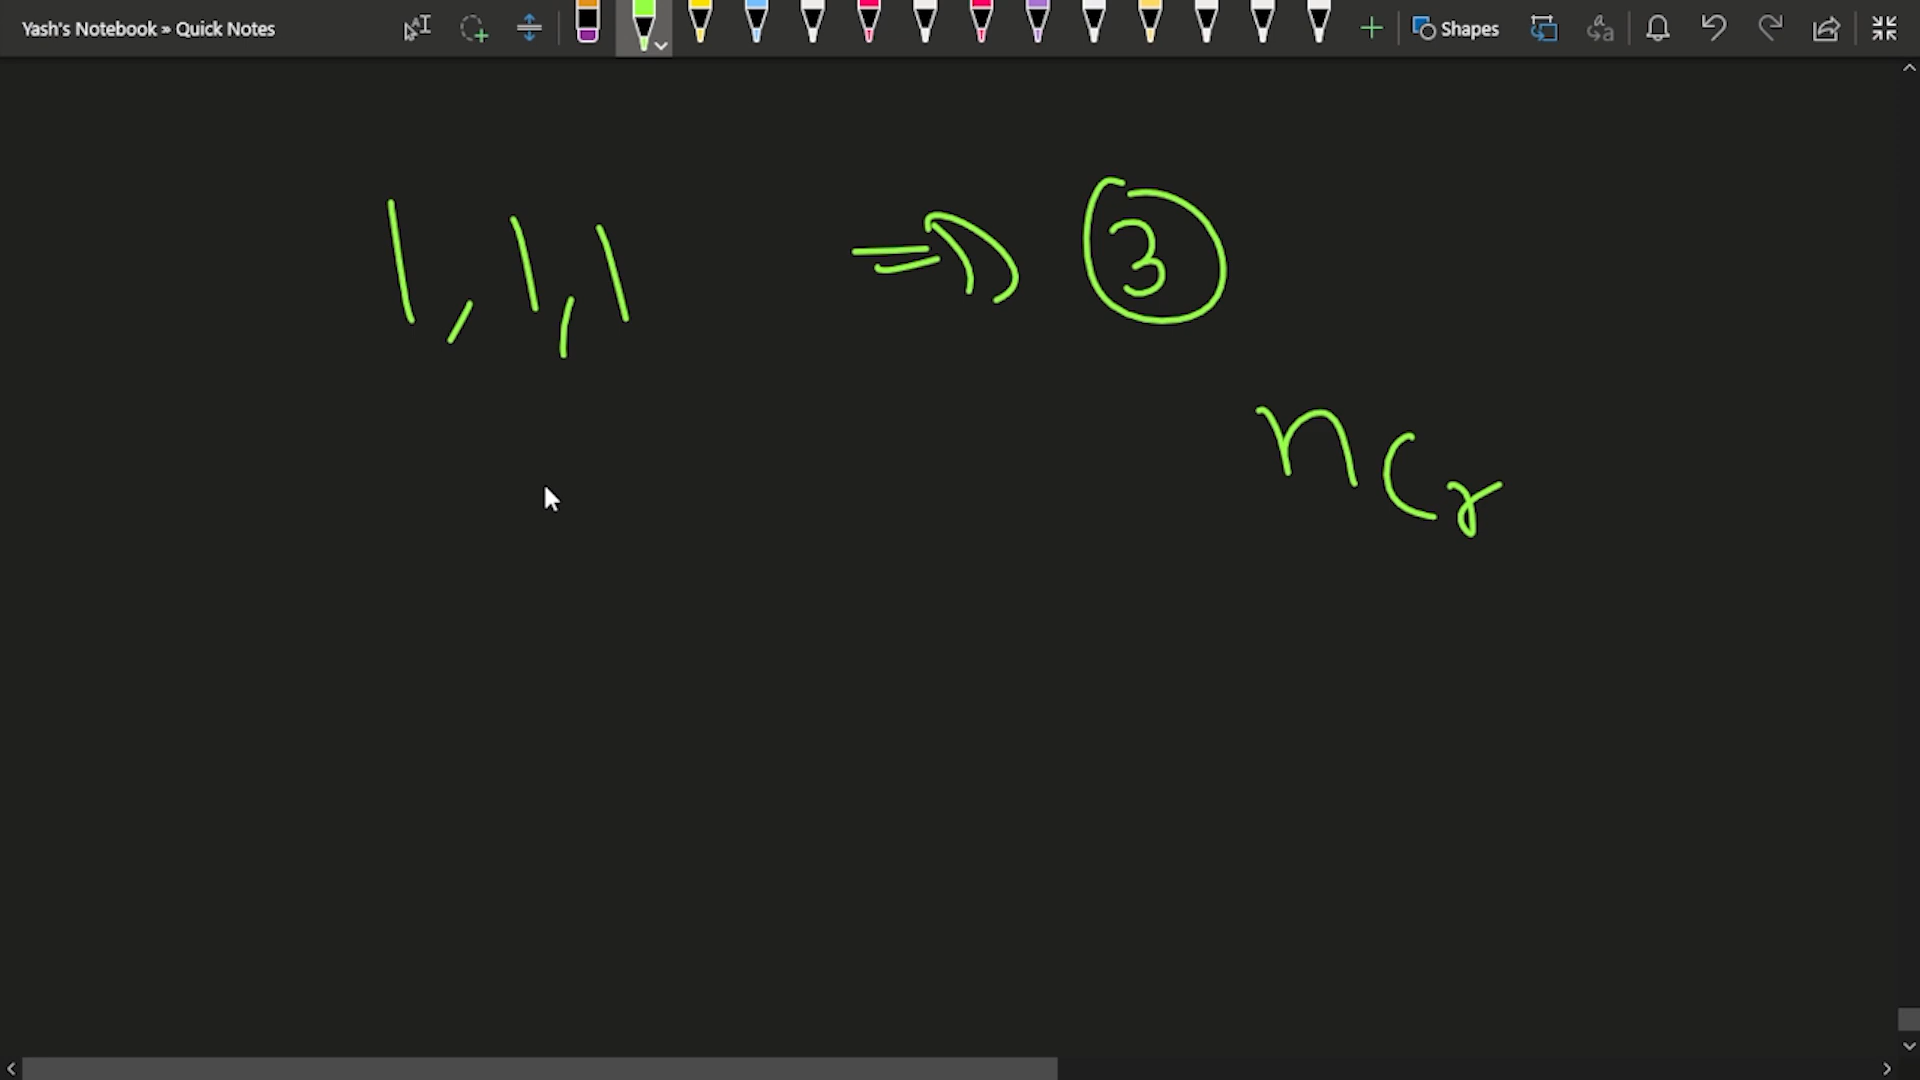 Yash's Notebook » Quick Notes
Shapes
1, 1, 1 => 3
nCr